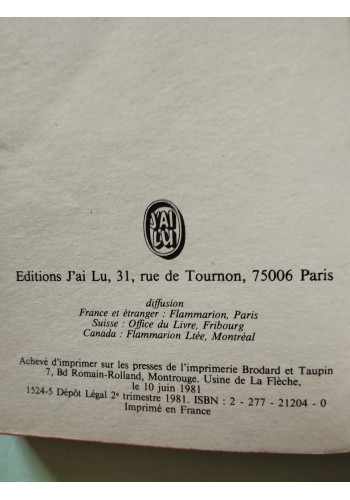 J'AI
LU
Editions J'ai Lu, 31, rue de Tournon, 75006 Paris
diffusion
France et étranger : Flammarion, Paris
Suisse : Office du Livre, Fribourg
Canada : Flammarion Ltée, Montréal
Achevé d'imprimer sur les presses de l'imprimerie Brodard et Taupin
7, Bd Romain-Rolland, Montrouge. Usine de La Flèche,
le 10 juin 1981
1524-5 Dépôt Légal 2e trimestre 1981. ISBN : 2 - 277 - 21204 - 0
Imprimé en France